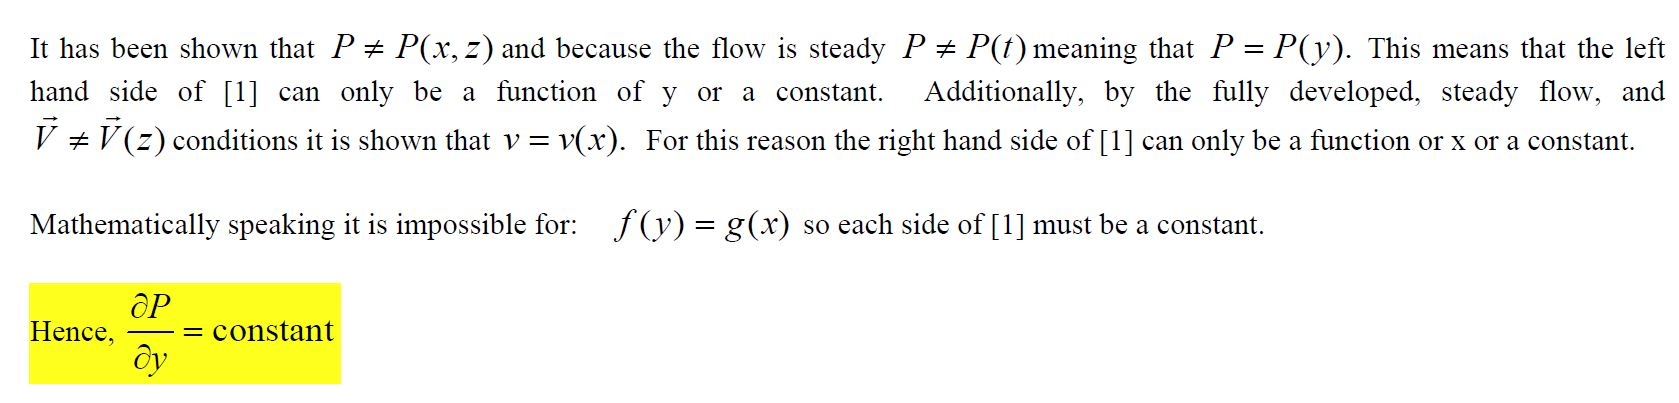 It has been shown that P ≠ P(x, z) and because the flow is steady P ≠ P(t) meaning that P = P(y). This means that the left
hand side of [1] can only be a function of y or a constant. Additionally, by the fully developed, steady flow, and
V⃗ ≠ V⃗(z) conditions it is shown that v = v(x). For this reason the right hand side of [1] can only be a function or x or a constant.
Mathematically speaking it is impossible for: f(y) = g(x) so each side of [1] must be a constant.
Hence, ∂P/∂y = constant